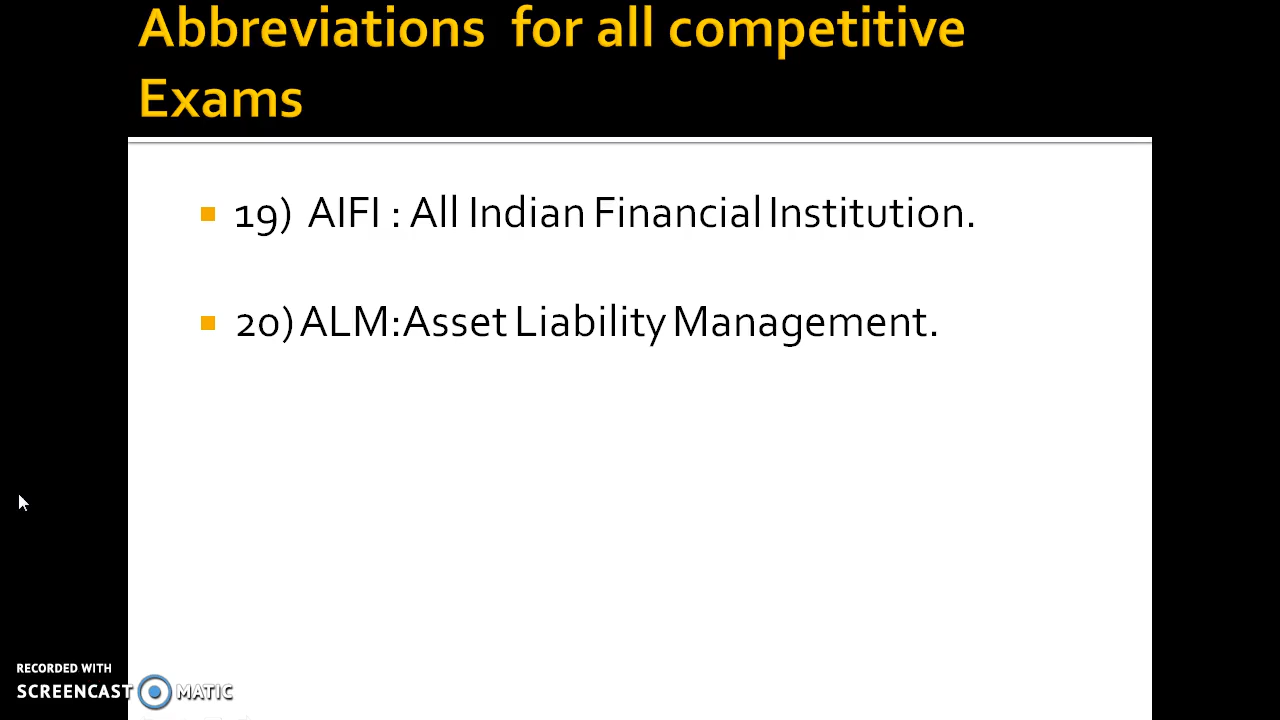 Abbreviations for all competitive
Exams
19) AIFI : All Indian Financial Institution.
20) ALM:Asset Liability Management.
RECORDED WITH
SCREENCAST MATIC